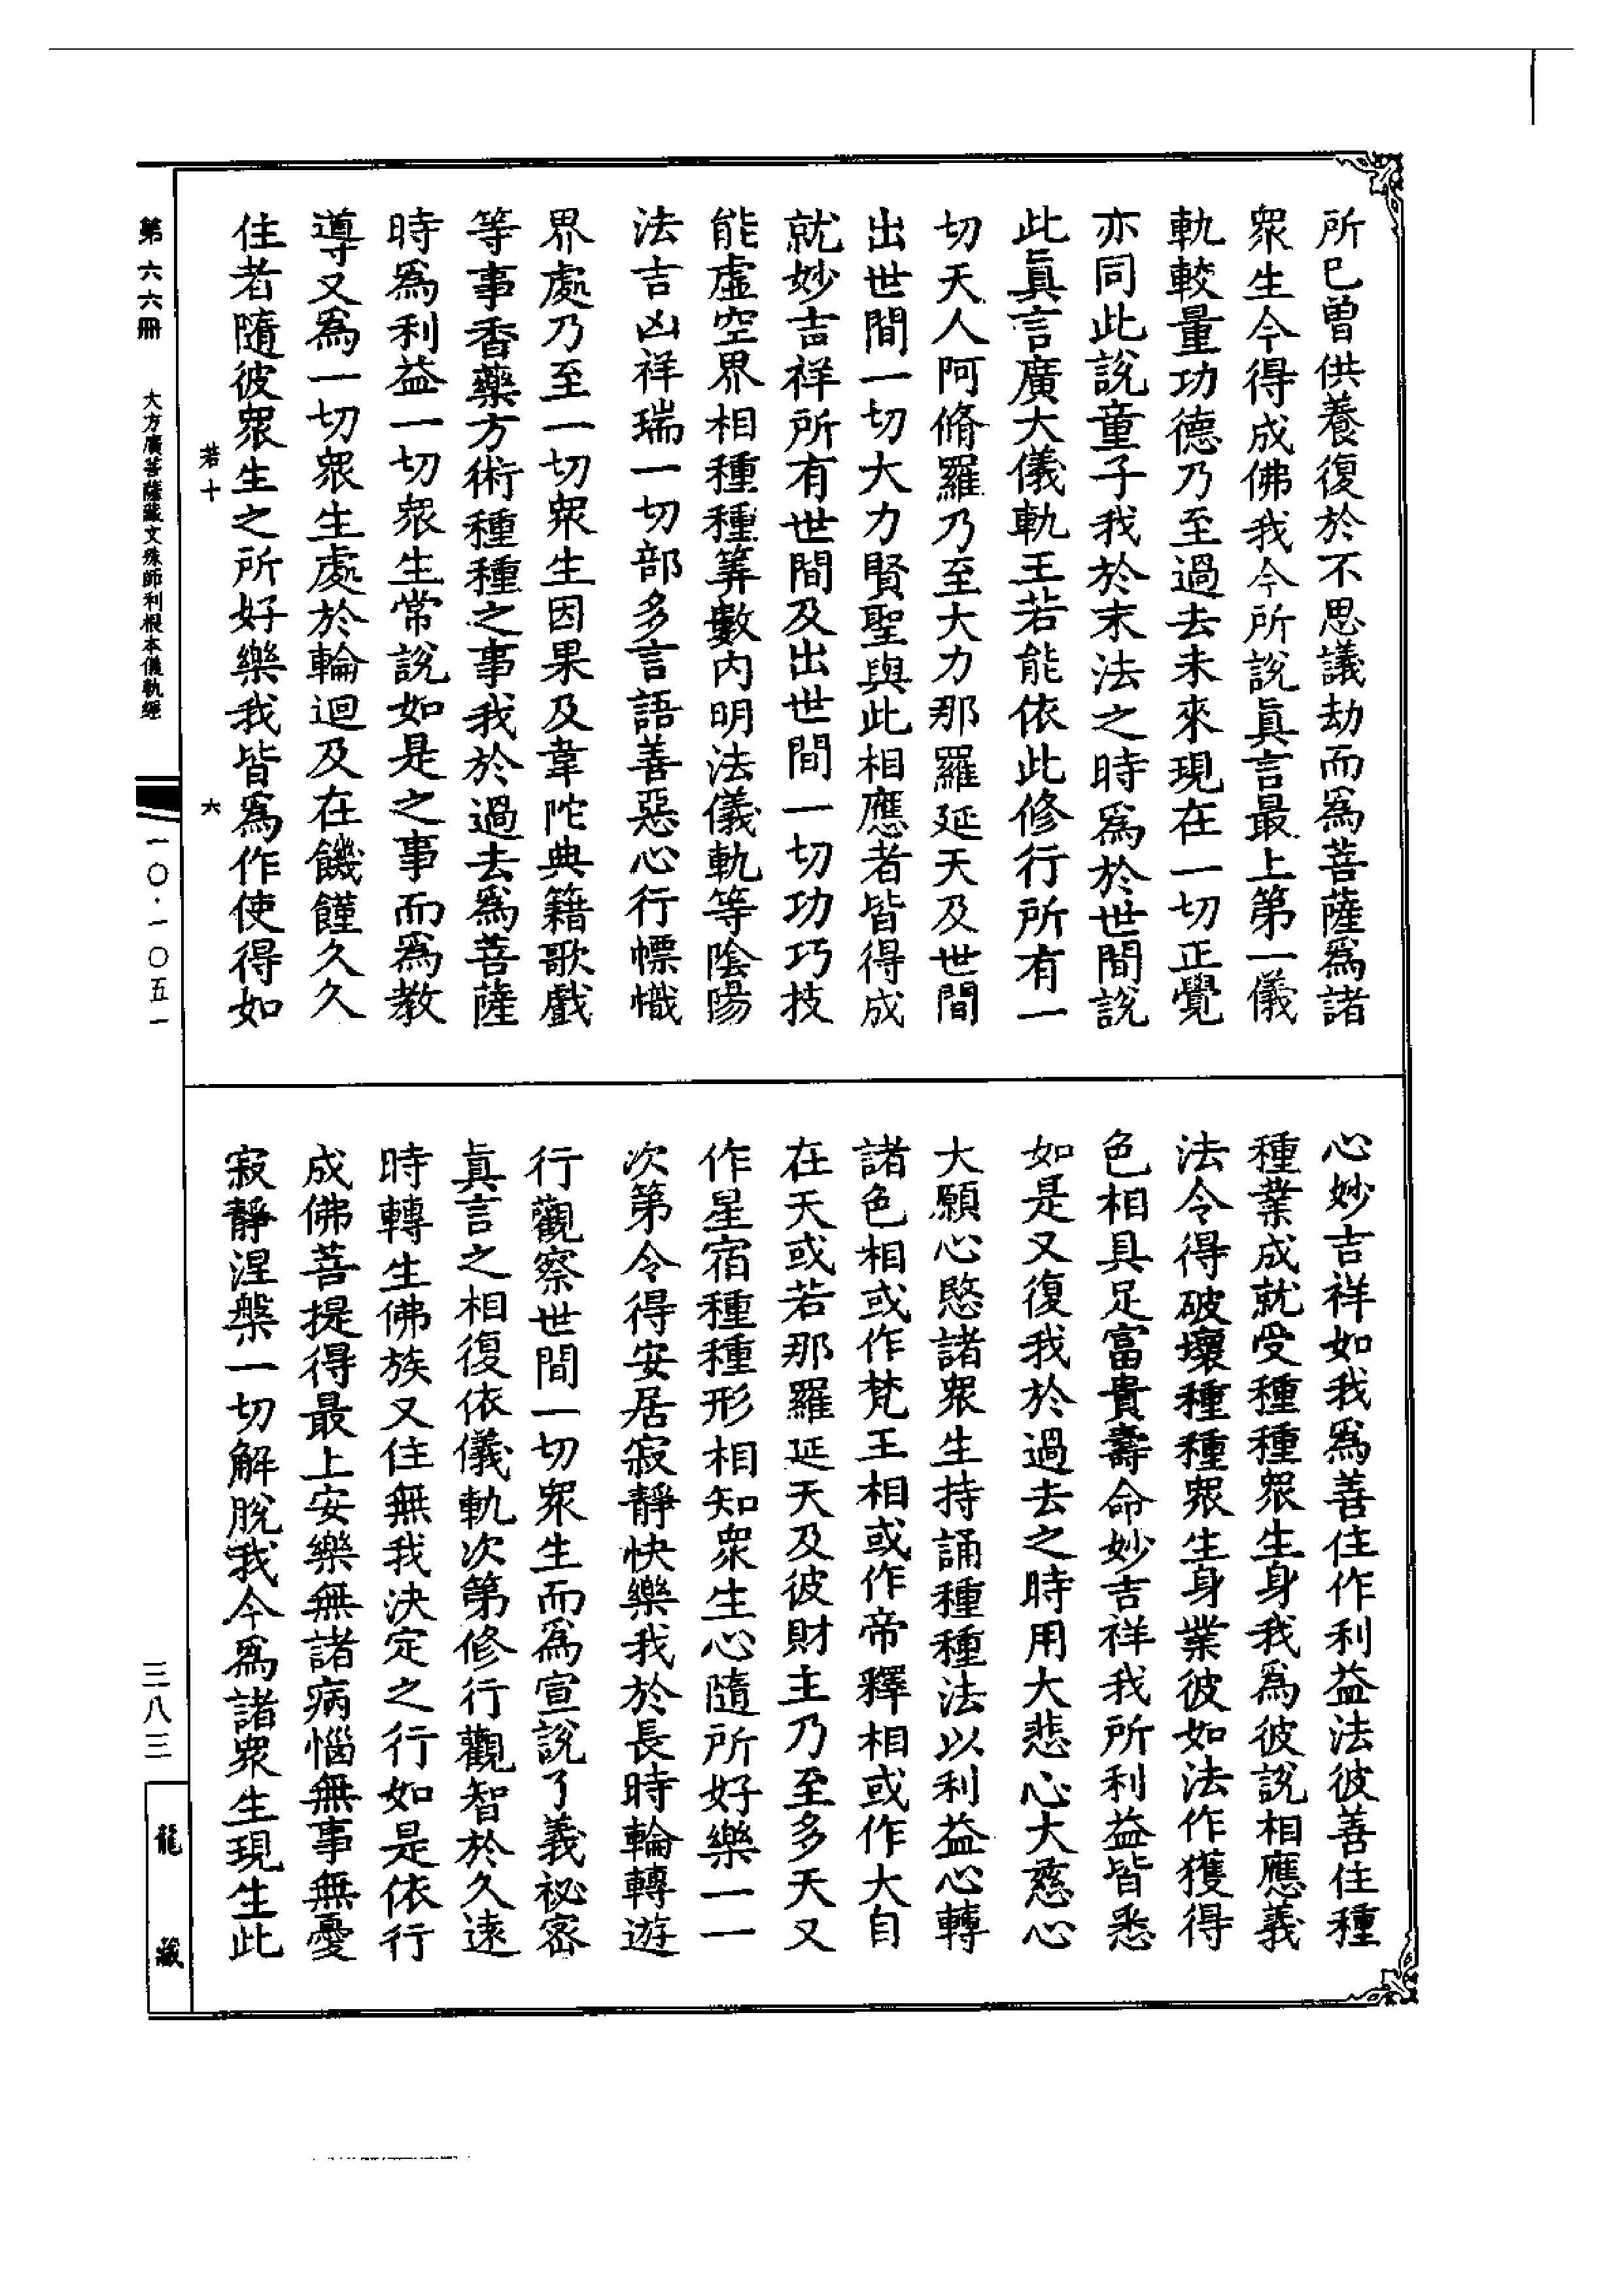 所已曾供養復於不思議劫而爲菩薩爲諸
眾生今得成佛我今所說眞言最上第一儀
軌較量功德乃至過去未來現在一切正覺
亦同此說童子我於末法之時爲於世間說
此眞言廣大儀軌王若能依此修行所有一
切天人阿脩羅乃至大力那羅延天及世間
出世間一切大力賢聖與此相應者皆得成
就妙吉祥所有世間及出世間一切功巧技
能虛空界相種種筭數內明法儀軌等陰陽
法吉凶祥瑞一切部多言語善惡心行幖幟
界處乃至一切眾生因果及韋陀典籍歌戲
等事香藥方術種種之事我於過去爲菩薩
時爲利益一切眾生常說如是之事而爲教
導又爲一切眾生處於輪迴及在饑饉久久
住者隨彼眾生之所好樂我皆爲作使得如
心妙吉祥如我爲善住作利益法彼善住種
種業成就受種種眾生身我爲彼說相應義
法令得破壞種種眾生身業彼如法作獲得
色相具足富貴壽命妙吉祥我所利益皆悉
如是又復我於過去之時用大悲心大慈心
大願心愍諸眾生持誦種種法以利益心轉
諸色相或作梵王相或作帝釋相或作大自
在天或若那羅延天及彼財主乃至多天又
作星宿種種形相知眾生心隨所好樂一一
次第令得安居寂靜快樂我於長時輪轉遊
行觀察世間一切眾生而爲宣說了義祕密
眞言之相復依儀軌次第修行觀智於久遠
時轉生佛族又住無我決定之行如是依行
成佛菩提得最上安樂無諸病惱無事無憂
寂靜涅槃一切解脫我今爲諸眾生現生此
若十 六
第六六冊 大方廣菩薩藏文殊師利根本儀軌經
一〇·一〇五一
三八三
龍藏